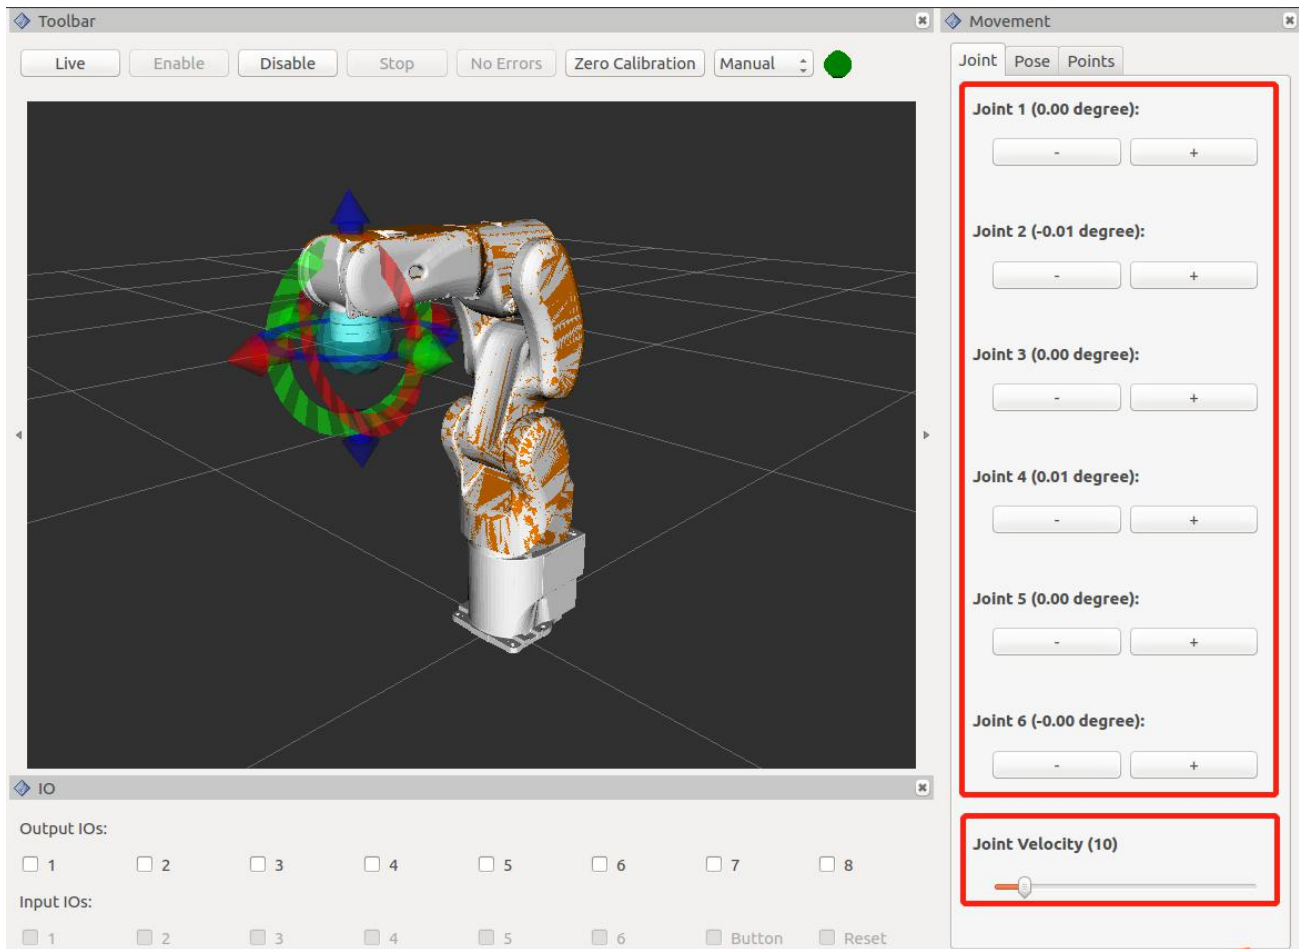 Toolbar
Live Enable Disable Stop No Errors Zero Calibration Manual
IO
Output IOs:
1 2 3 4 5 6 7 8
Input IOs:
1 2 3 4 5 6 Button Reset
Movement
Joint Pose Points
Joint 1 (0.00 degree):
- +
Joint 2 (-0.01 degree):
- +
Joint 3 (0.00 degree):
- +
Joint 4 (0.01 degree):
- +
Joint 5 (0.00 degree):
- +
Joint 6 (-0.00 degree):
- +
Joint Velocity (10)